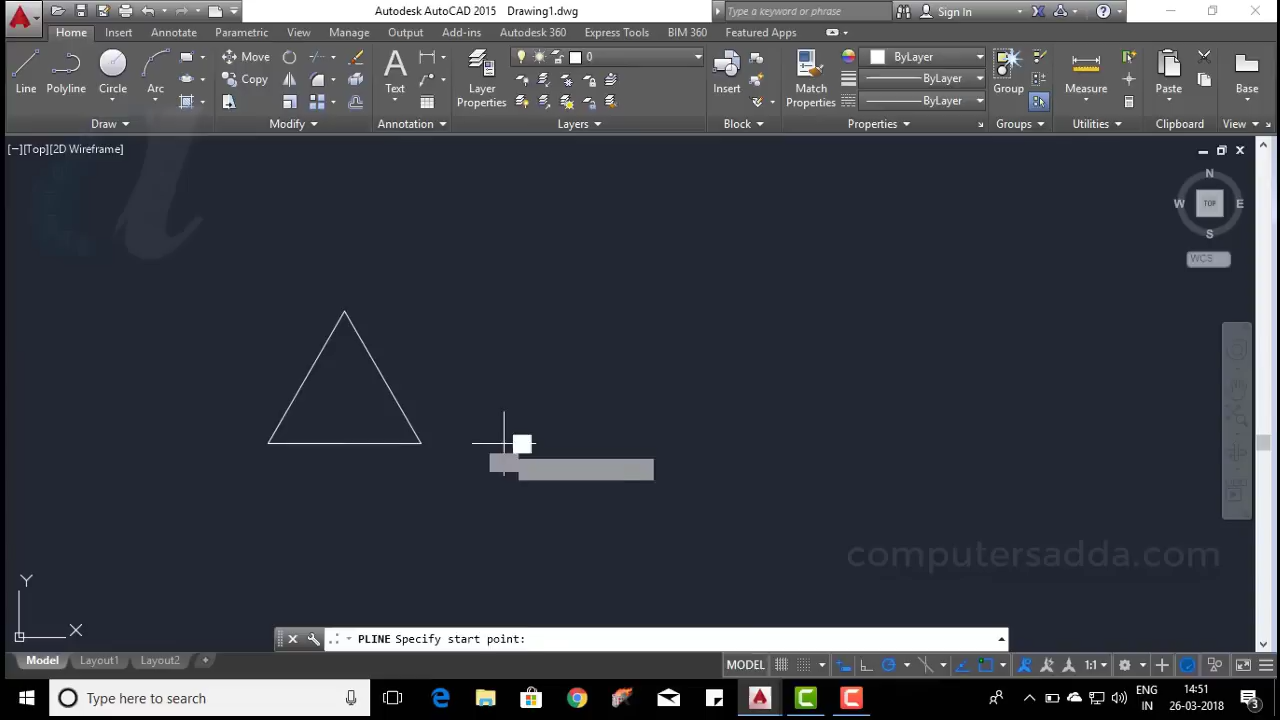 Autodesk AutoCAD 2015 Drawing1.dwg
Type a keyword or phrase
Sign In
Home Insert Annotate Parametric View Manage Output Add-ins Autodesk 360 Express Tools BIM 360 Featured Apps
Line Polyline Circle Arc
Move
Copy
Text
Layer
Properties
0
Insert
Match
Properties
ByLayer
ByLayer
ByLayer
Group
Measure
Paste
Base
Draw Modify Annotation Layers Block Properties Groups Utilities Clipboard View
[−][Top][2D Wireframe]
N
W TOP E
S
WCS
computersadda.com
Y
X
PLINE Specify start point:
Model Layout1 Layout2 +
MODEL 1:1
Type here to search
ENG
IN
14:51
26-03-2018
3